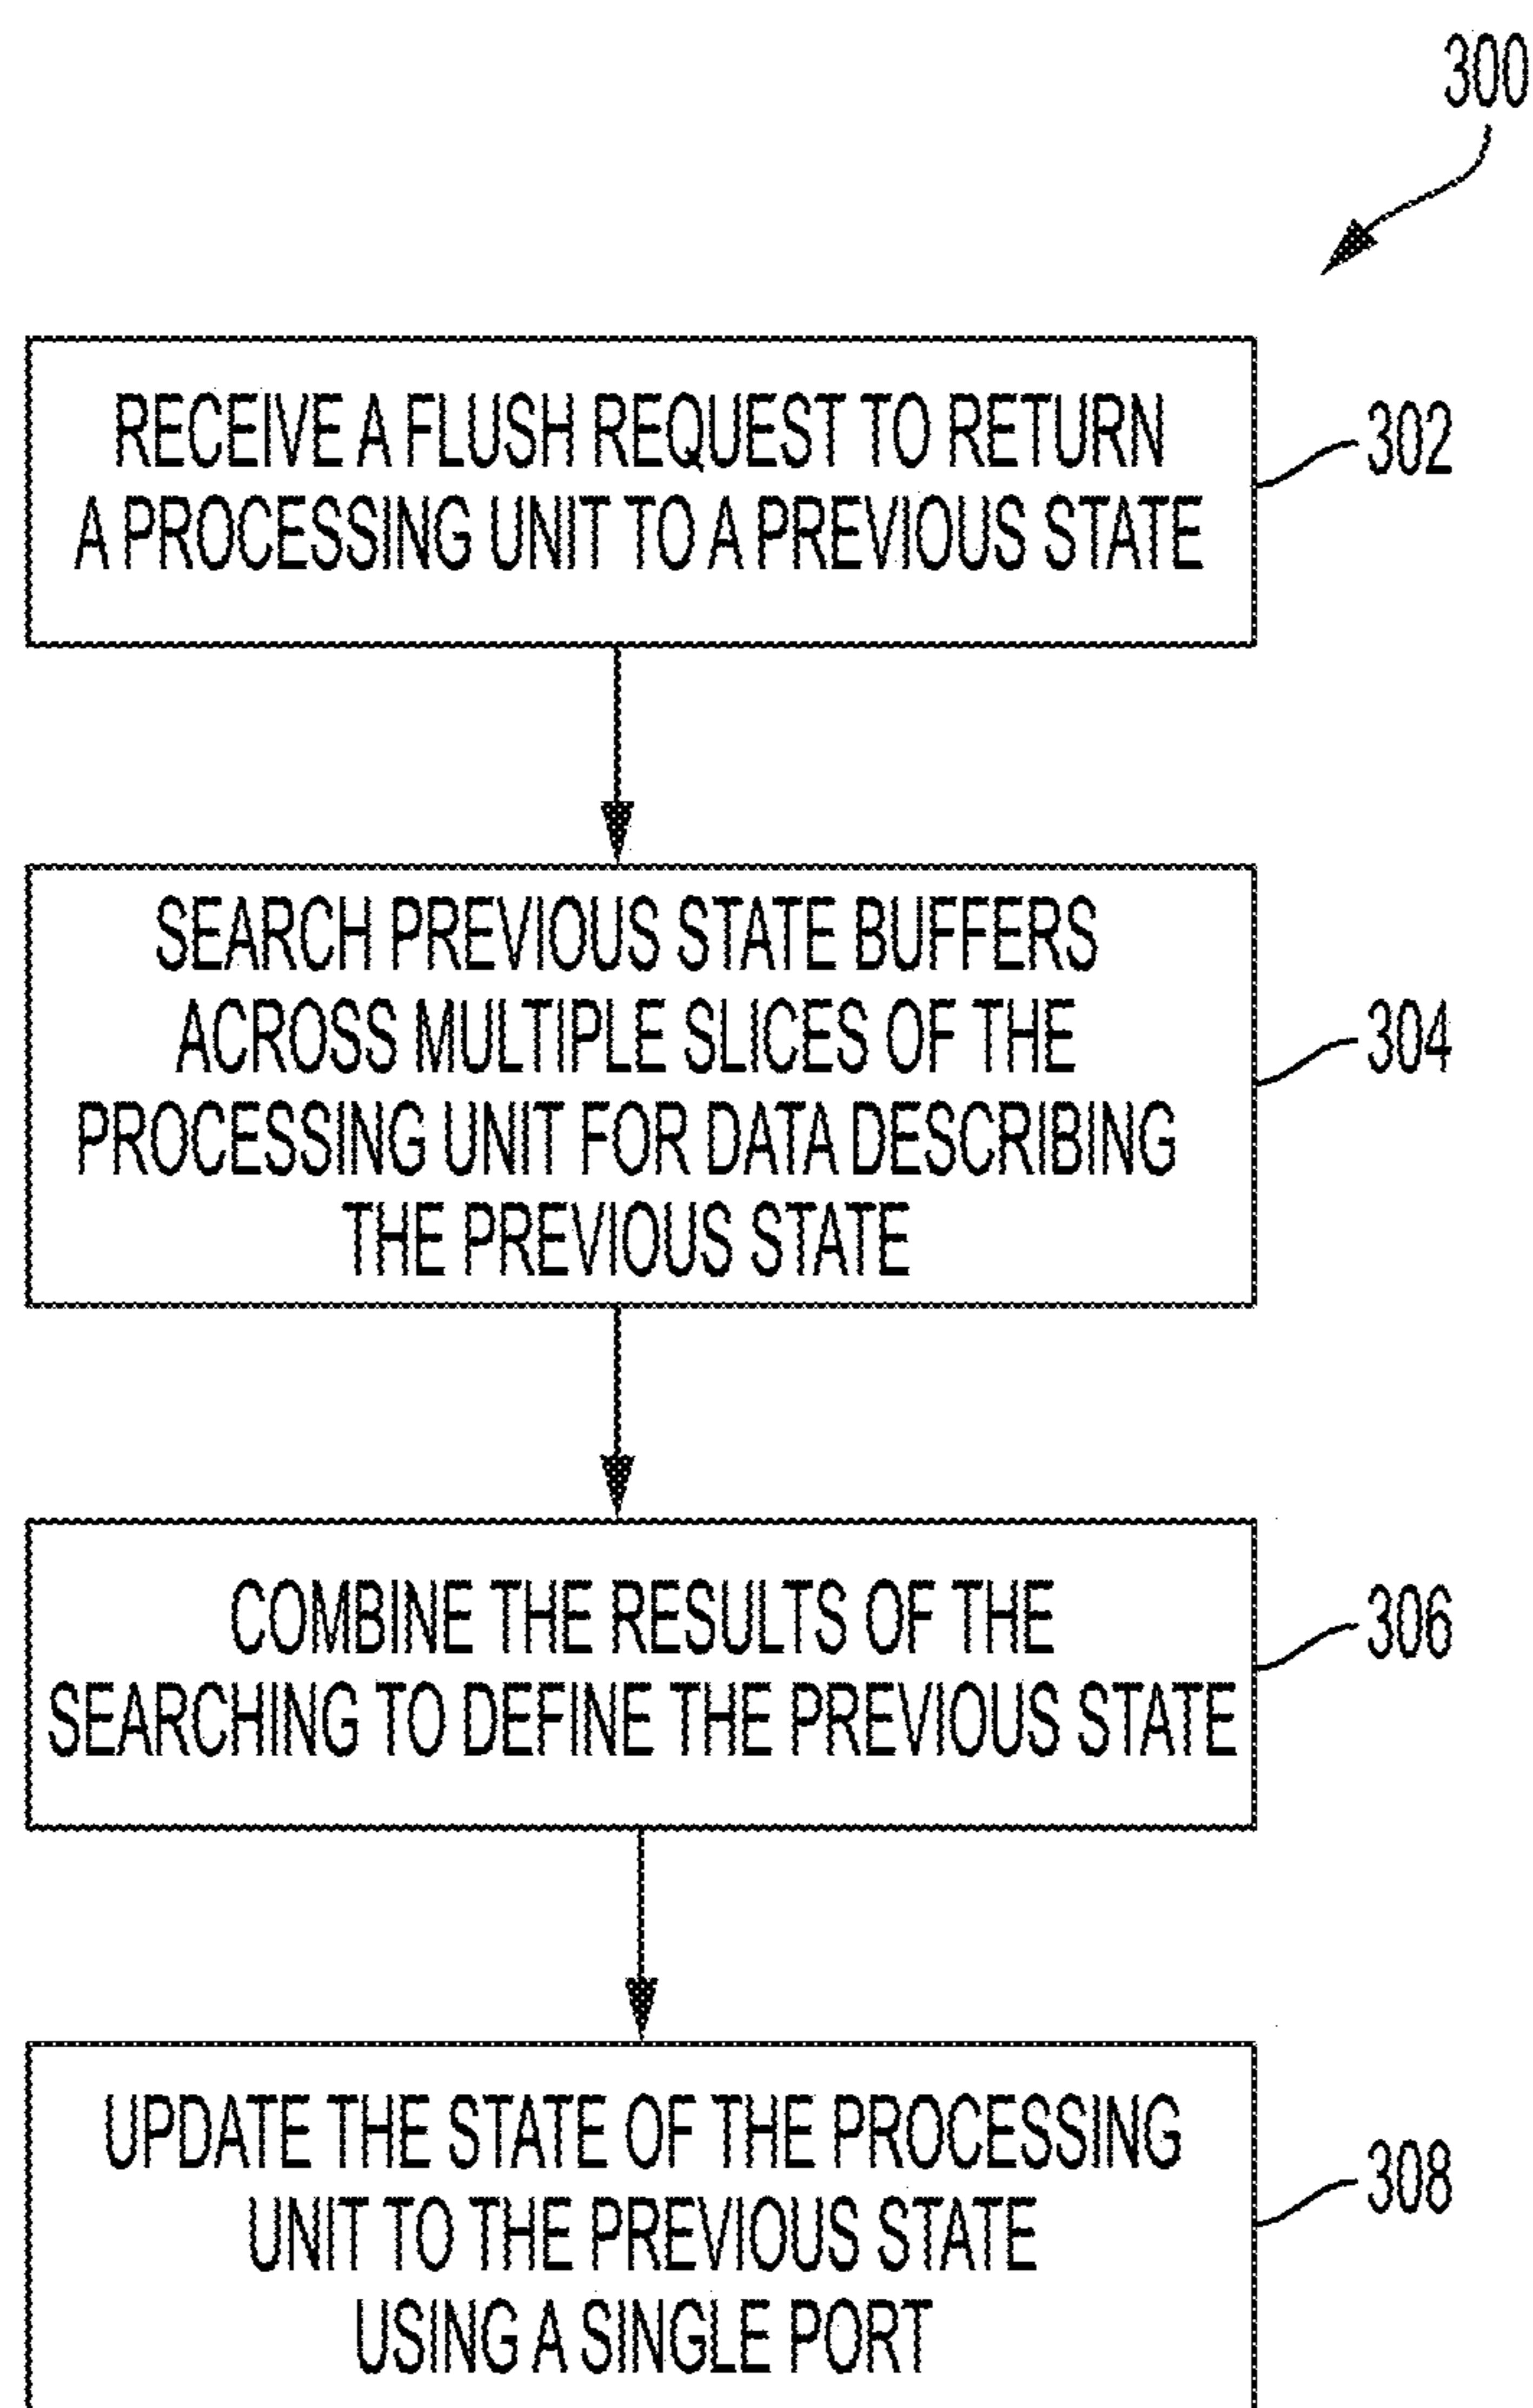 300
RECEIVE A FLUSH REQUEST TO RETURN
A PROCESSING UNIT TO A PREVIOUS STATE
302
SEARCH PREVIOUS STATE BUFFERS
ACROSS MULTIPLE SLICES OF THE
PROCESSING UNIT FOR DATA DESCRIBING
THE PREVIOUS STATE
304
COMBINE THE RESULTS OF THE
SEARCHING TO DEFINE THE PREVIOUS STATE
306
UPDATE THE STATE OF THE PROCESSING
UNIT TO THE PREVIOUS STATE
USING A SINGLE PORT
308